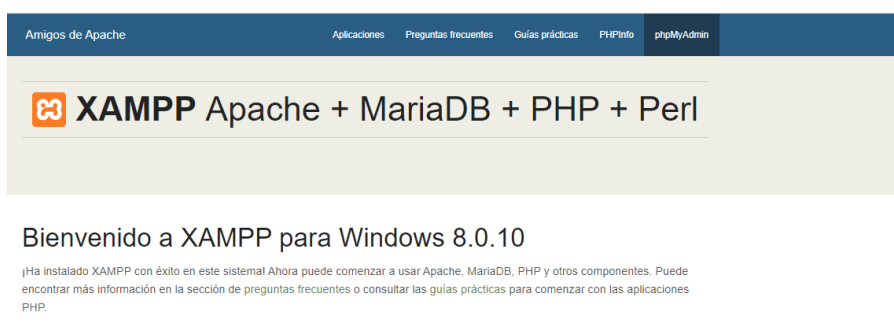 Amigos de Apache
Aplicaciones Preguntas frecuentes Guías prácticas PHPInfo phpMyAdmin
XAMPP Apache + MariaDB + PHP + Perl
Bienvenido a XAMPP para Windows 8.0.10
¡Ha instalado XAMPP con éxito en este sistema! Ahora puede comenzar a usar Apache, MariaDB, PHP y otros componentes. Puede
encontrar más información en la sección de preguntas frecuentes o consultar las guías prácticas para comenzar con las aplicaciones
PHP.